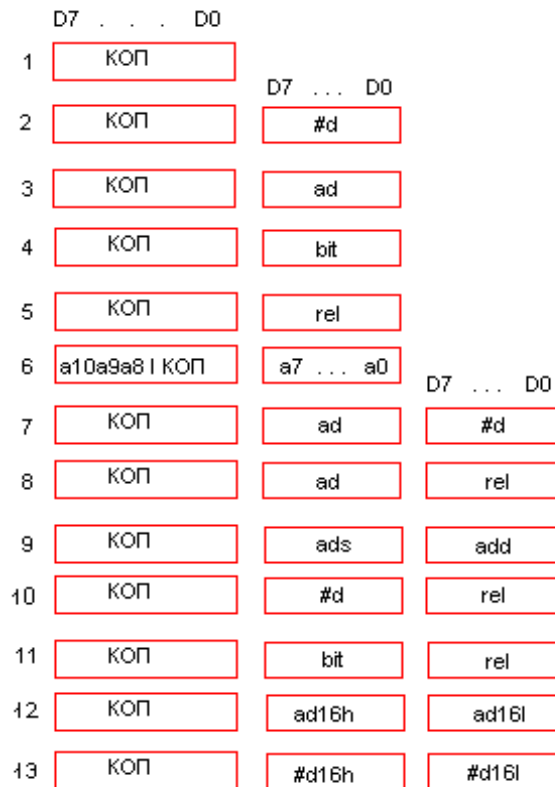 D7 . . . D0
1 КОП
D7 ... D0
2 КОП #d
3 КОП ad
4 КОП bit
5 КОП rel
6 a10a9a8 I КОП a7 ... a0
D7 ... D0
7 КОП ad #d
8 КОП ad rel
9 КОП ads add
10 КОП #d rel
11 КОП bit rel
12 КОП ad16h ad16l
13 КОП #d16h #d16l